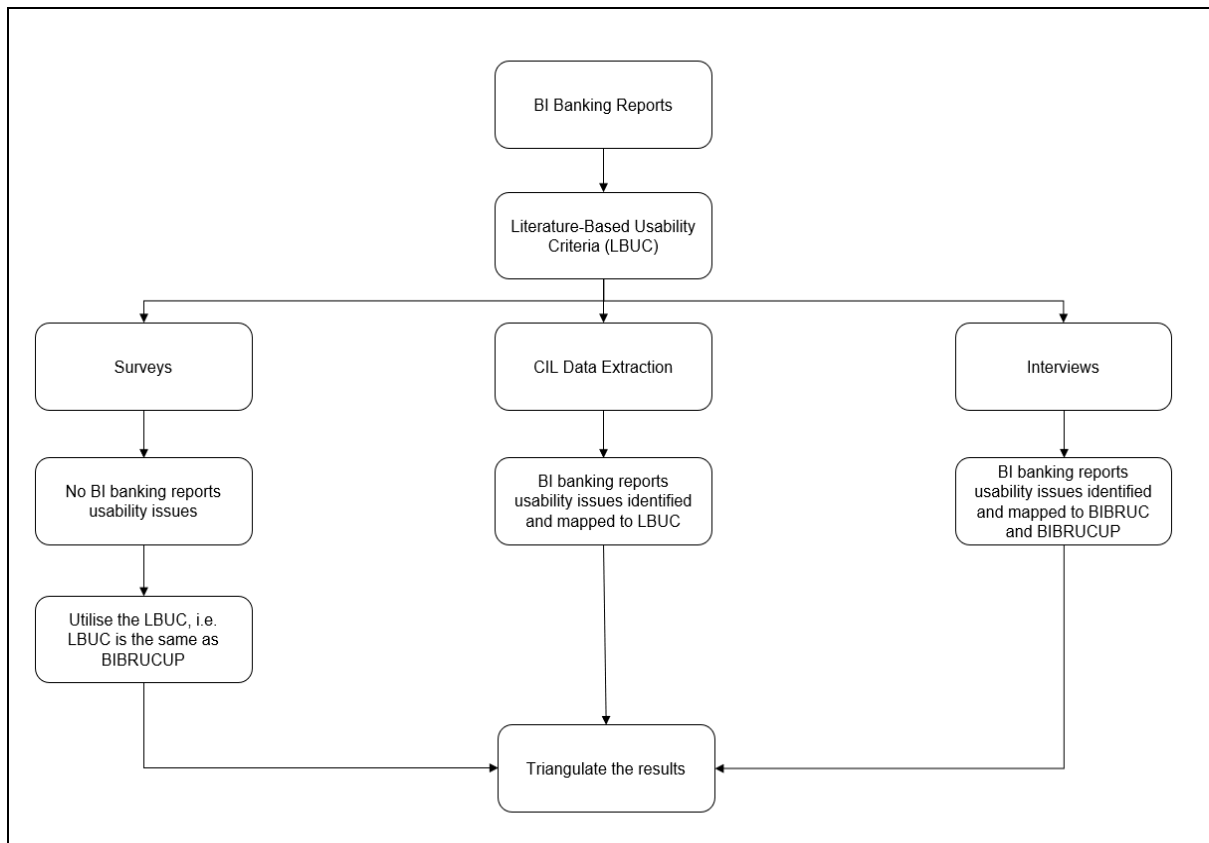 BI Banking Reports
Literature-Based Usability
Criteria (LBUC)
Surveys
CIL Data Extraction
Interviews
No BI banking reports
usability issues
BI banking reports
usability issues identified
and mapped to LBUC
BI banking reports
usability issues identified
and mapped to BIBRUC
and BIBRUCUP
Utilise the LBUC, i.e.
LBUC is the same as
BIBRUCUP
Triangulate the results